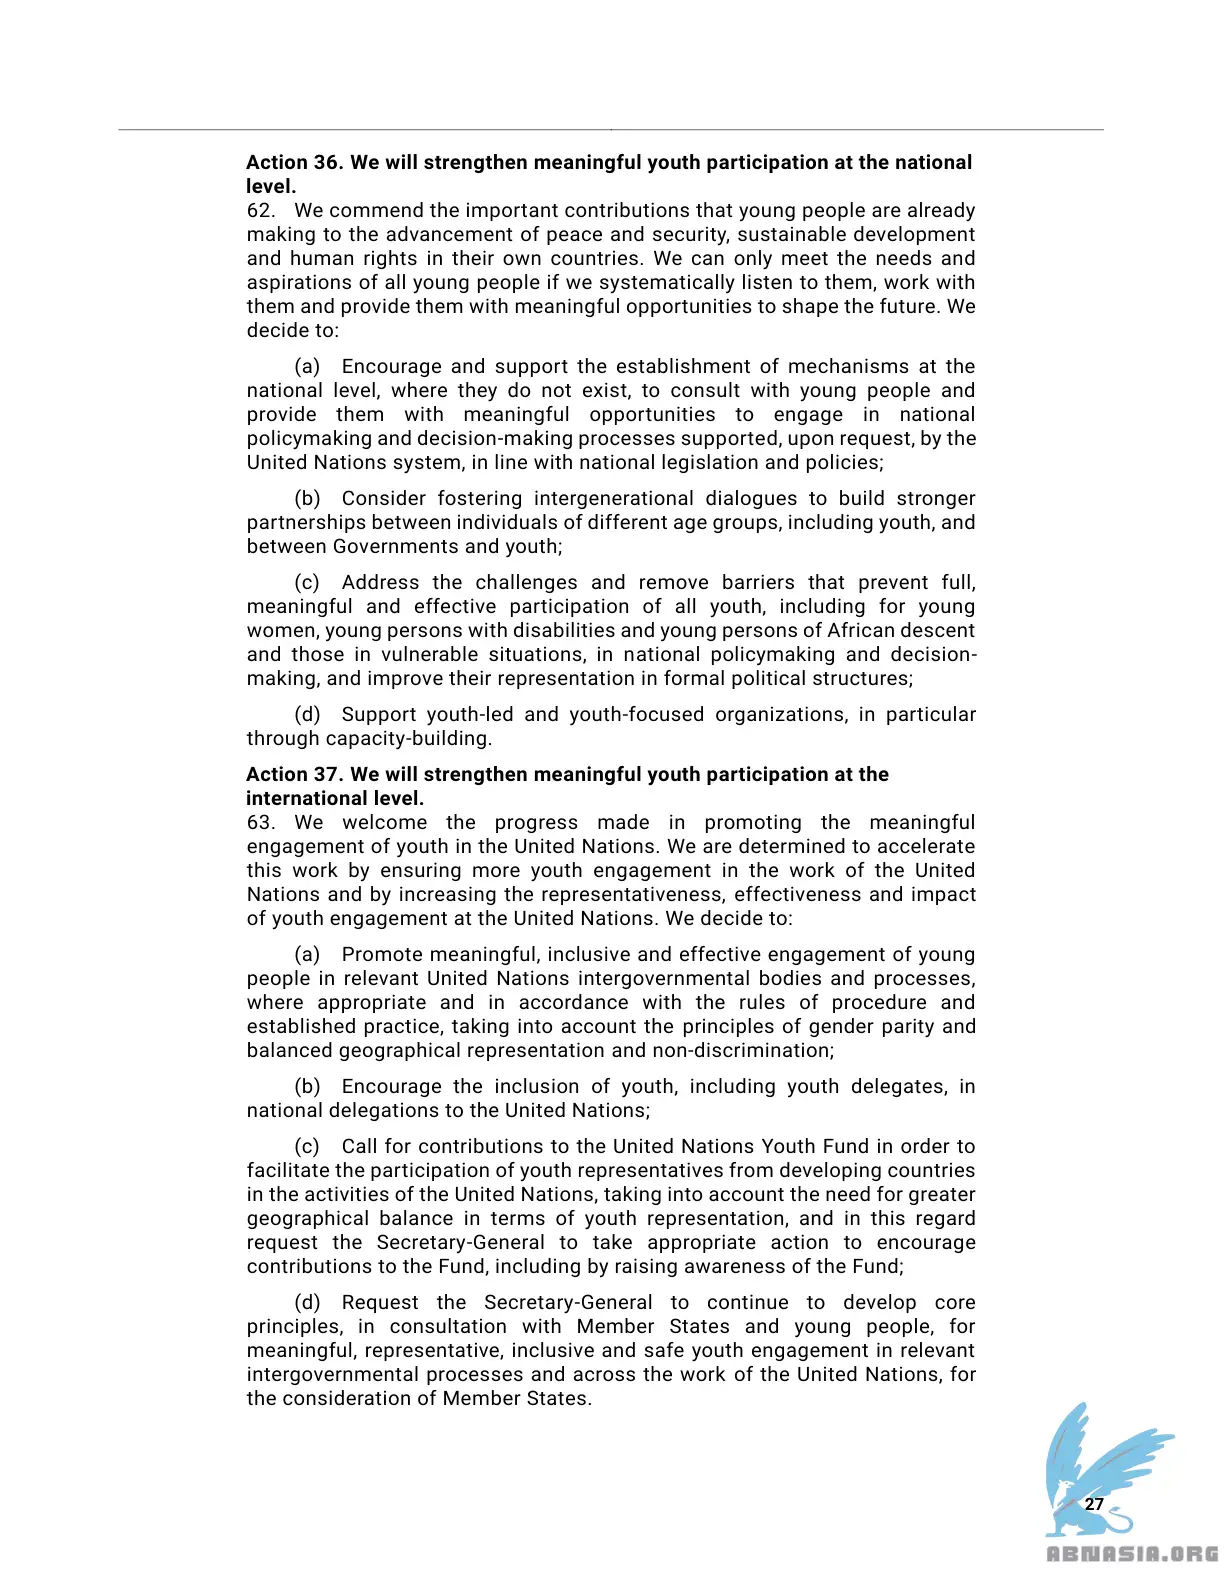 Action 36. We will strengthen meaningful youth participation at the national
level.
62. We commend the important contributions that young people are already
making to the advancement of peace and security, sustainable development
and human rights in their own countries. We can only meet the needs and
aspirations of all young people if we systematically listen to them, work with
them and provide them with meaningful opportunities to shape the future. We
decide to:
(a) Encourage and support the establishment of mechanisms at the
national level, where they do not exist, to consult with young people and
provide them with meaningful opportunities to engage in national
policymaking and decision-making processes supported, upon request, by the
United Nations system, in line with national legislation and policies;
(b) Consider fostering intergenerational dialogues to build stronger
partnerships between individuals of different age groups, including youth, and
between Governments and youth;
(c) Address the challenges and remove barriers that prevent full,
meaningful and effective participation of all youth, including for young
women, young persons with disabilities and young persons of African descent
and those in vulnerable situations, in national policymaking and decision-
making, and improve their representation in formal political structures;
(d) Support youth-led and youth-focused organizations, in particular
through capacity-building.
Action 37. We will strengthen meaningful youth participation at the
international level.
63. We welcome the progress made in promoting the meaningful
engagement of youth in the United Nations. We are determined to accelerate
this work by ensuring more youth engagement in the work of the United
Nations and by increasing the representativeness, effectiveness and impact
of youth engagement at the United Nations. We decide to:
(a) Promote meaningful, inclusive and effective engagement of young
people in relevant United Nations intergovernmental bodies and processes,
where appropriate and in accordance with the rules of procedure and
established practice, taking into account the principles of gender parity and
balanced geographical representation and non-discrimination;
(b) Encourage the inclusion of youth, including youth delegates, in
national delegations to the United Nations;
(c) Call for contributions to the United Nations Youth Fund in order to
facilitate the participation of youth representatives from developing countries
in the activities of the United Nations, taking into account the need for greater
geographical balance in terms of youth representation, and in this regard
request the Secretary-General to take appropriate action to encourage
contributions to the Fund, including by raising awareness of the Fund;
(d) Request the Secretary-General to continue to develop core
principles, in consultation with Member States and young people, for
meaningful, representative, inclusive and safe youth engagement in relevant
intergovernmental processes and across the work of the United Nations, for
the consideration of Member States.
27
ABNASIA.ORG